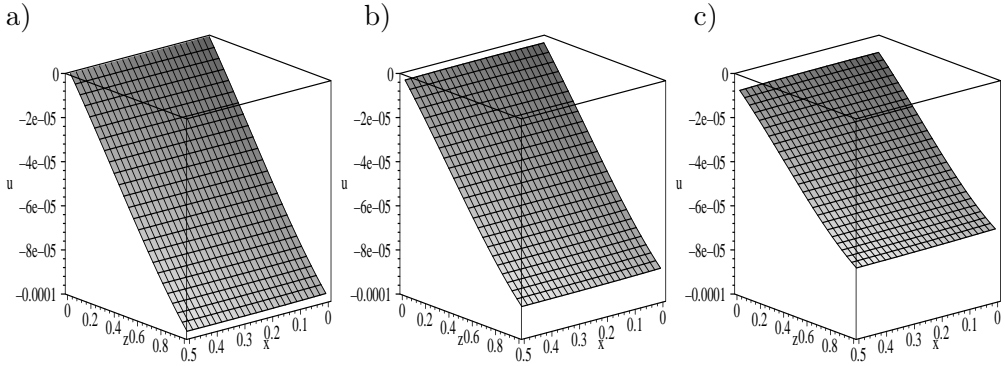 a) b) c)
0 0 0
−2e−05 −2e−05 −2e−05
−4e−05 −4e−05 −4e−05
u u u
−6e−05 −6e−05 −6e−05
−8e−05 −8e−05 −8e−05
−0.0001 −0.0001 −0.0001
0 0.2 0.4 z 0.6 0.8 0.5 0.4 0.3 x 0.2 0.1 0
0 0.2 0.4 z 0.6 0.8 0.5 0.4 0.3 x 0.2 0.1 0
0 0.2 0.4 z 0.6 0.8 0.5 0.4 0.3 x 0.2 0.1 0